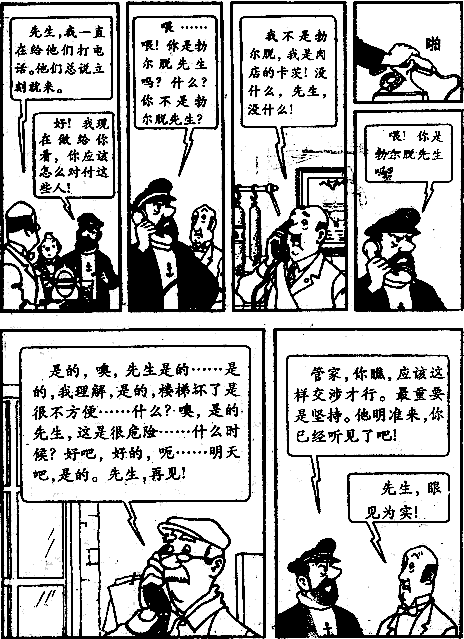 先生,我一直
在给他们打电
话。他们总说立
刻就来。
好!我现
在做给你
看,你应该
怎么对付这
些人!
喂……
喂!你是勃
尔脱先生
吗?什么?
你不是勃
尔脱先生?
我不是勃
尔脱,我是肉
店的卡茨!没
什么,先生,
没什么!
啪
喂!你是
勃尔脱先生
吗?
是的,噢,先生是的……是
的,我理解,是的,楼梯坏了是
很不方便……什么?噢,是的
先生,这是很危险……什么时
候?好吧,好的,呃……明天
吧,是的。先生,再见!
管家,你瞧,应该这
样交涉才行。最重要
是坚持。他明准来,你
已经听见了吧!
先生,眼
见为实!